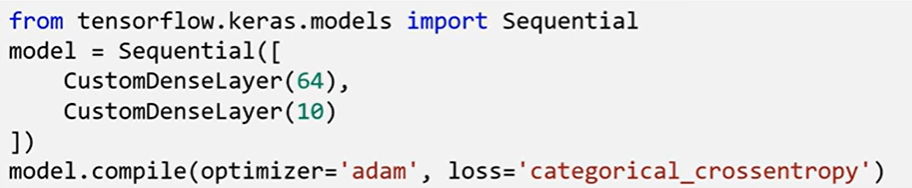 from tensorflow.keras.models import Sequential
model = Sequential([
    CustomDenseLayer(64),
    CustomDenseLayer(10)
])
model.compile(optimizer='adam', loss='categorical_crossentropy')